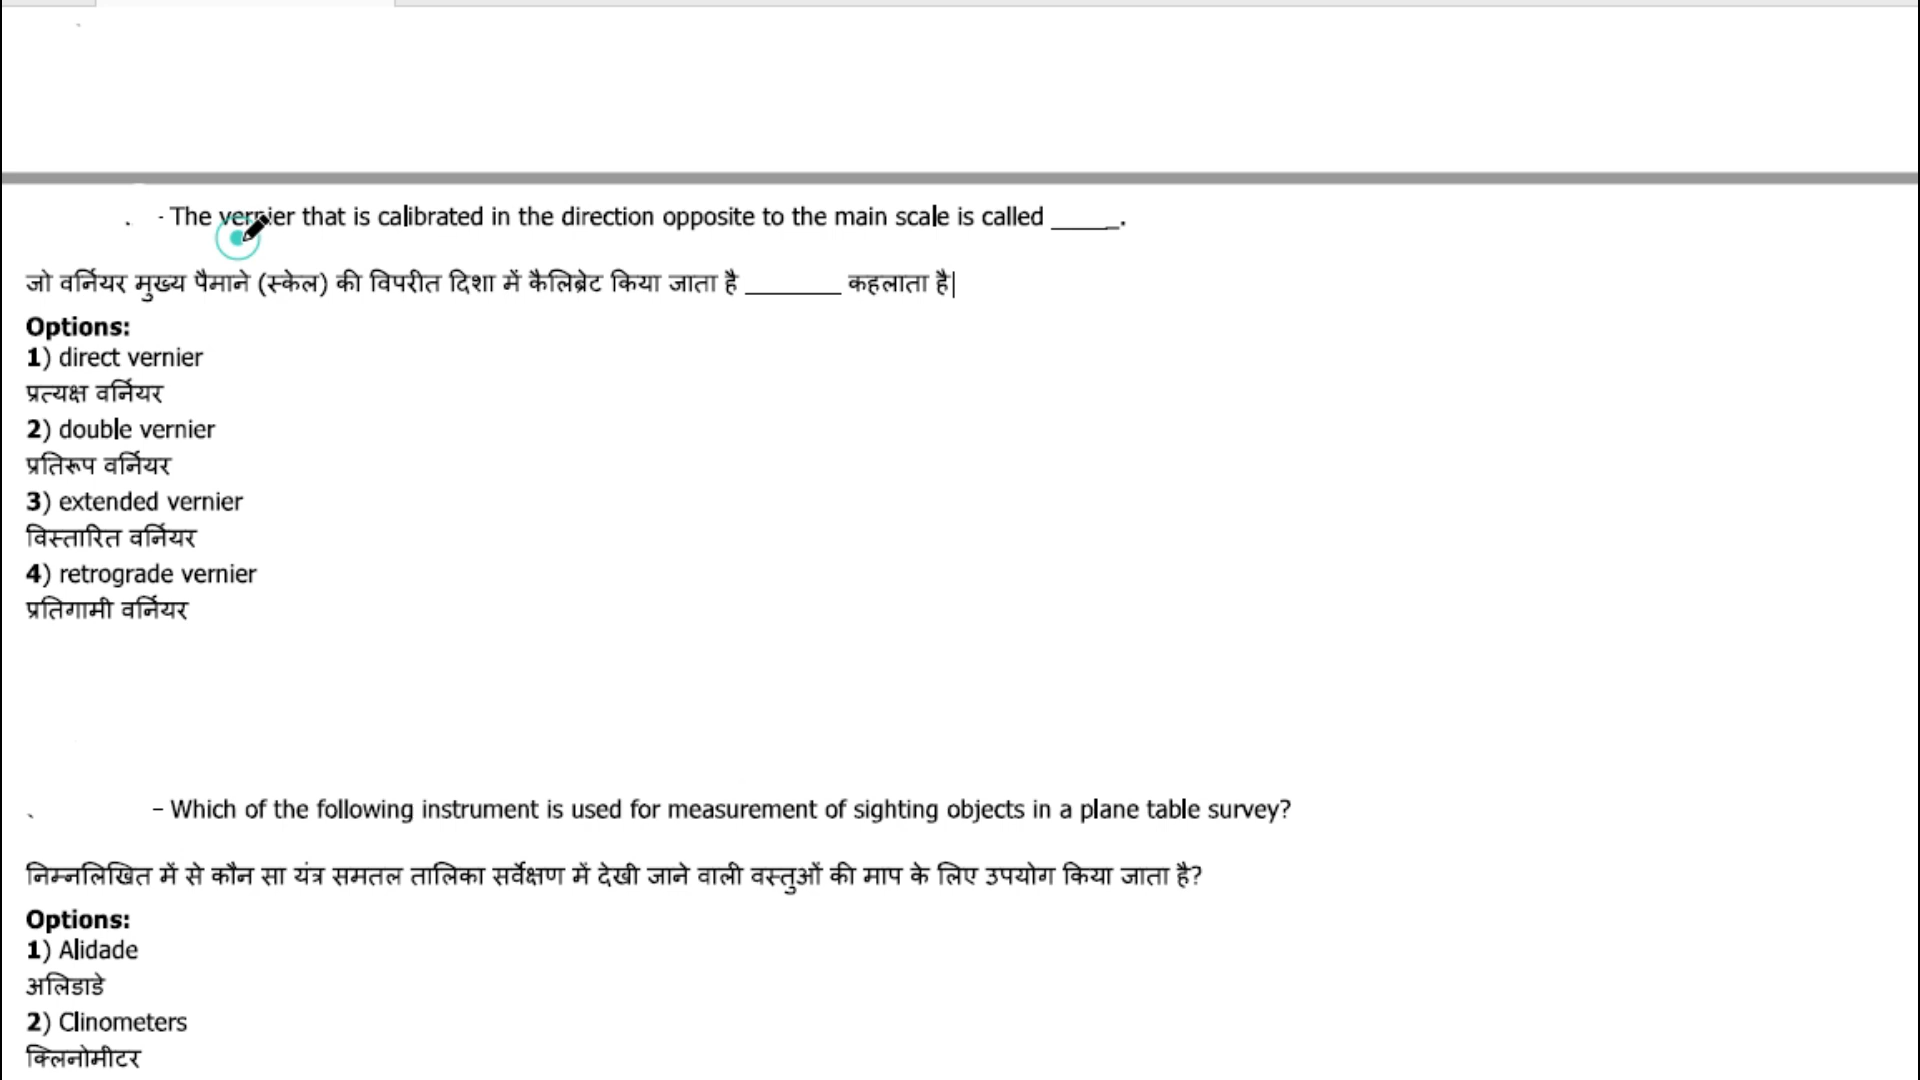 - The vernier that is calibrated in the direction opposite to the main scale is called ______.
जो वर्नियर मुख्य पैमाने (स्केल) की विपरीत दिशा में कैलिब्रेट किया जाता है ________ कहलाता है|
Options:
1) direct vernier
प्रत्यक्ष वर्नियर
2) double vernier
प्रतिरूप वर्नियर
3) extended vernier
विस्तारित वर्नियर
4) retrograde vernier
प्रतिगामी वर्नियर
– Which of the following instrument is used for measurement of sighting objects in a plane table survey?
निम्नलिखित में से कौन सा यंत्र समतल तालिका सर्वेक्षण में देखी जाने वाली वस्तुओं की माप के लिए उपयोग किया जाता है?
Options:
1) Alidade
अलिडाडे
2) Clinometers
क्लिनोमीटर